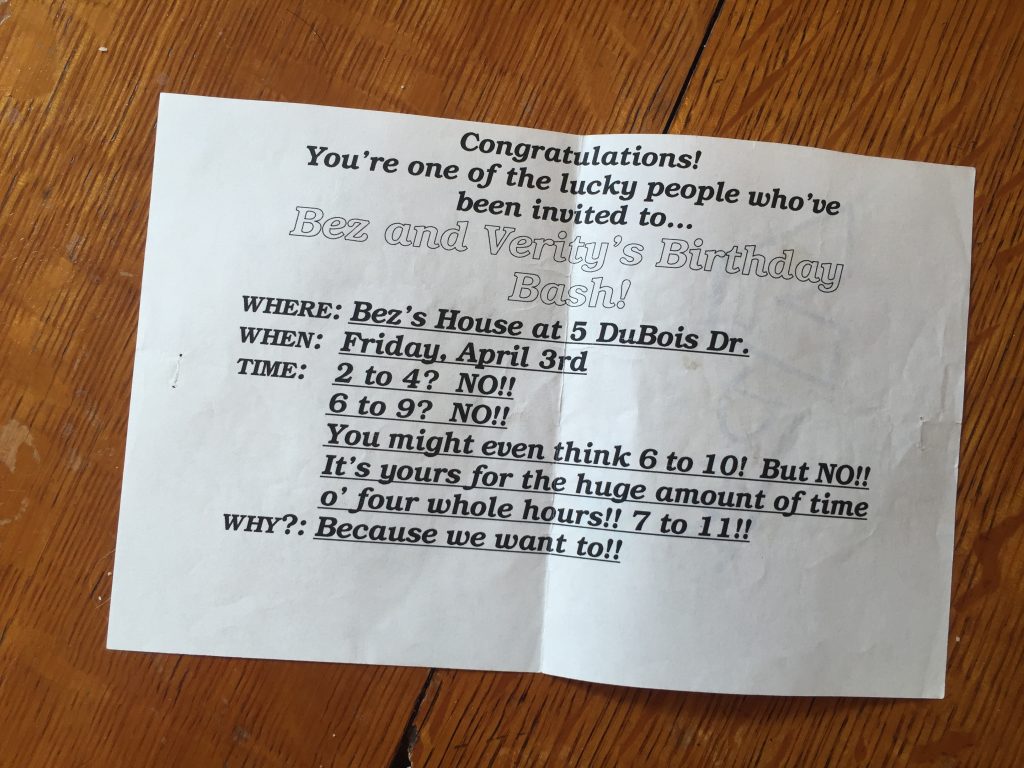 Congratulations!
You're one of the lucky people who've
been invited to...
Bez and Verity's Birthday
Bash!
WHERE: Bez's House at 5 DuBois Dr.
WHEN: Friday, April 3rd
TIME: 2 to 4? NO!!
6 to 9? NO!!
You might even think 6 to 10! But NO!!
It's yours for the huge amount of time
o' four whole hours!! 7 to 11!!
WHY?: Because we want to!!